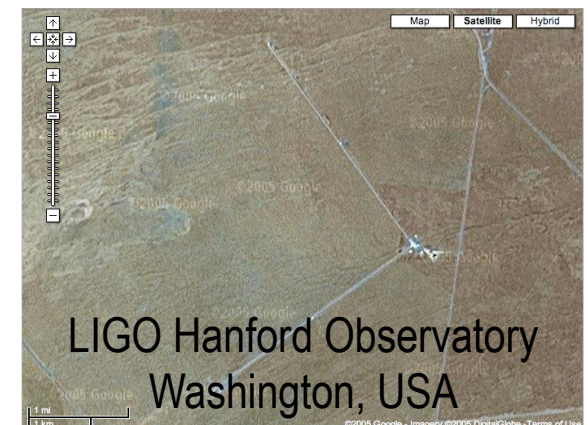 Map Satellite Hybrid
©2005 Google
©2005 Google
©2005 Google
©2005 Google
©2005 Google
LIGO Hanford Observatory
Washington, USA
©2005 Google
1 mi
1 km
©2005 Google - Imagery ©2005 DigitalGlobe - Terms of Use